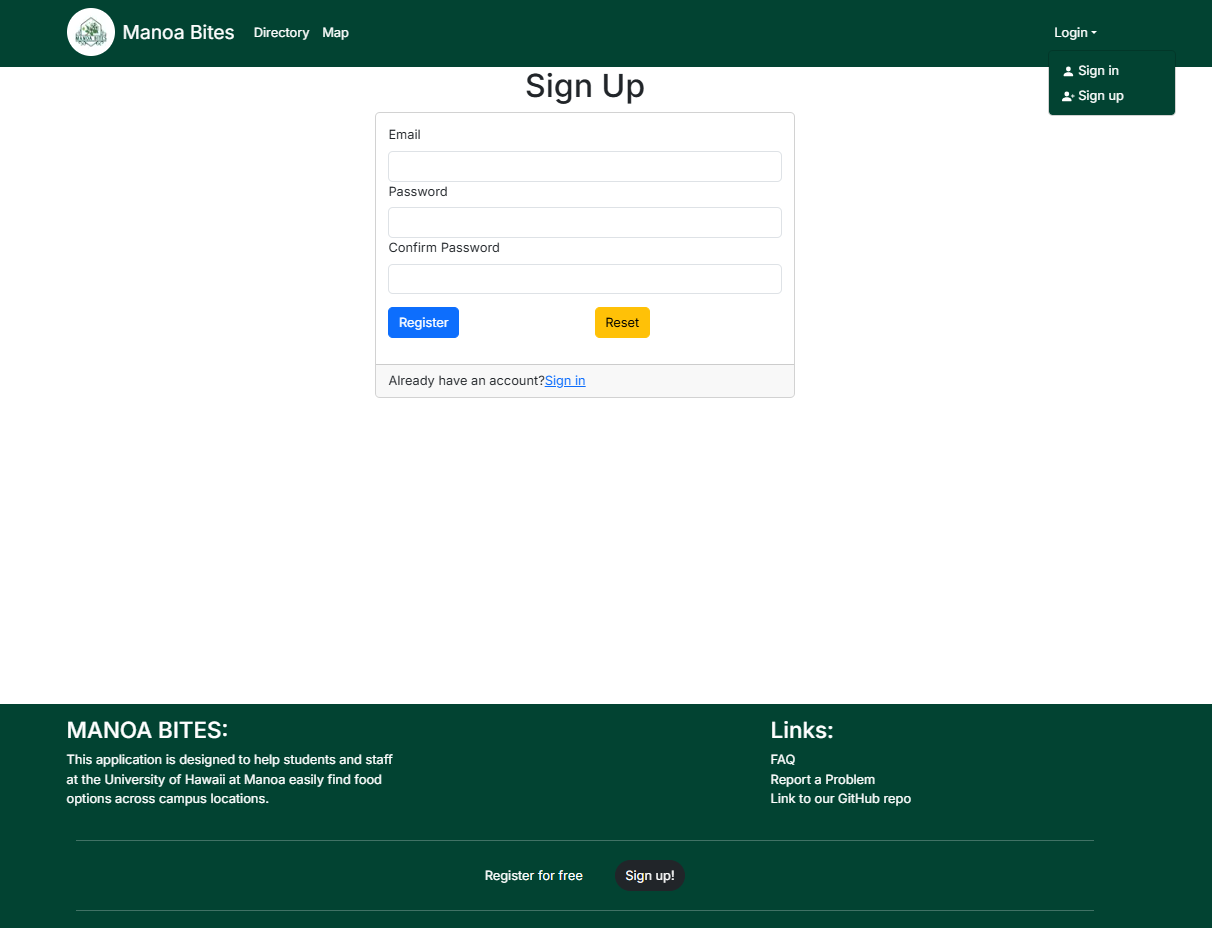 MANOA BITES
Manoa Bites
Directory
Map
Login
Sign in
Sign up
Sign Up
Email
Password
Confirm Password
Register
Reset
Already have an account?Sign in
MANOA BITES:
This application is designed to help students and staff
at the University of Hawaii at Manoa easily find food
options across campus locations.
Links:
FAQ
Report a Problem
Link to our GitHub repo
Register for free
Sign up!